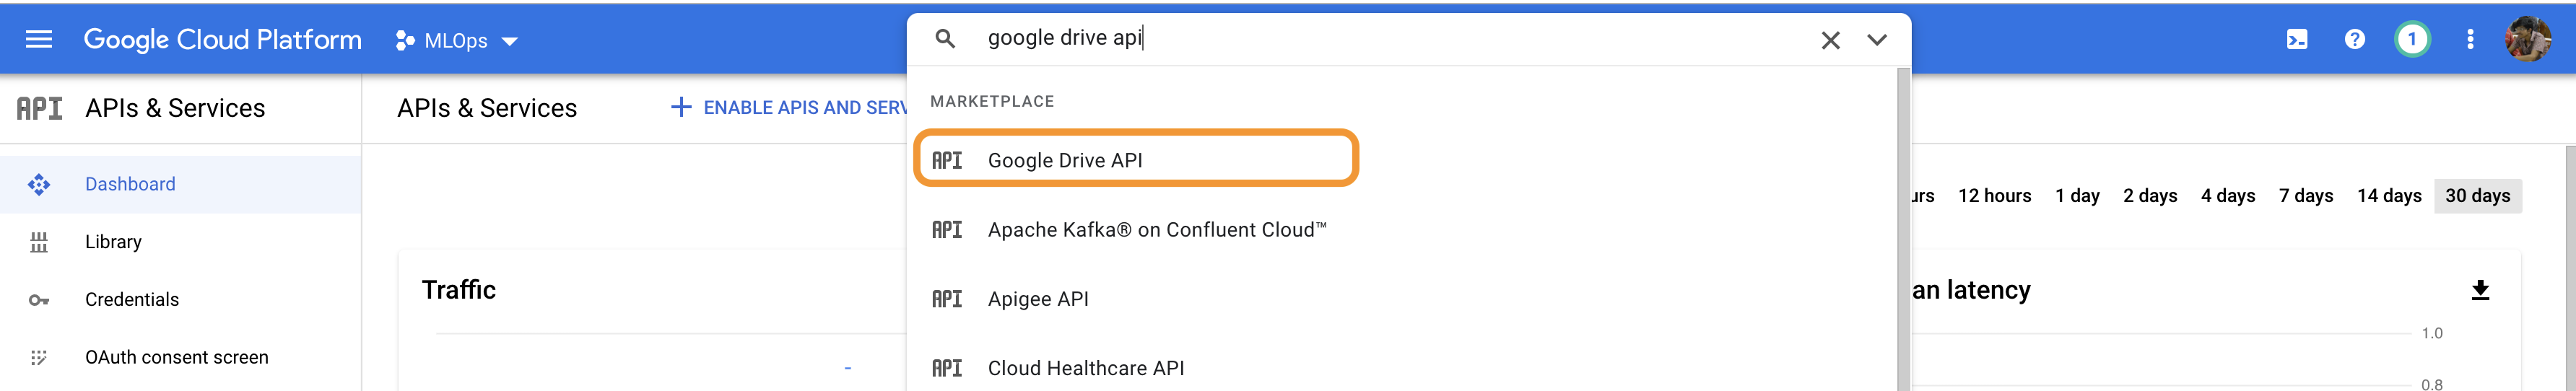 Google Cloud Platform
MLOps
google drive api
1
API APIs & Services
APIs & Services
+ ENABLE APIS AND SERV
MARKETPLACE
API Google Drive API
API Apache Kafka® on Confluent Cloud™
API Apigee API
API Cloud Healthcare API
Dashboard
Library
Credentials
OAuth consent screen
urs 12 hours 1 day 2 days 4 days 7 days 14 days 30 days
Traffic
-
an latency
1.0
0.8